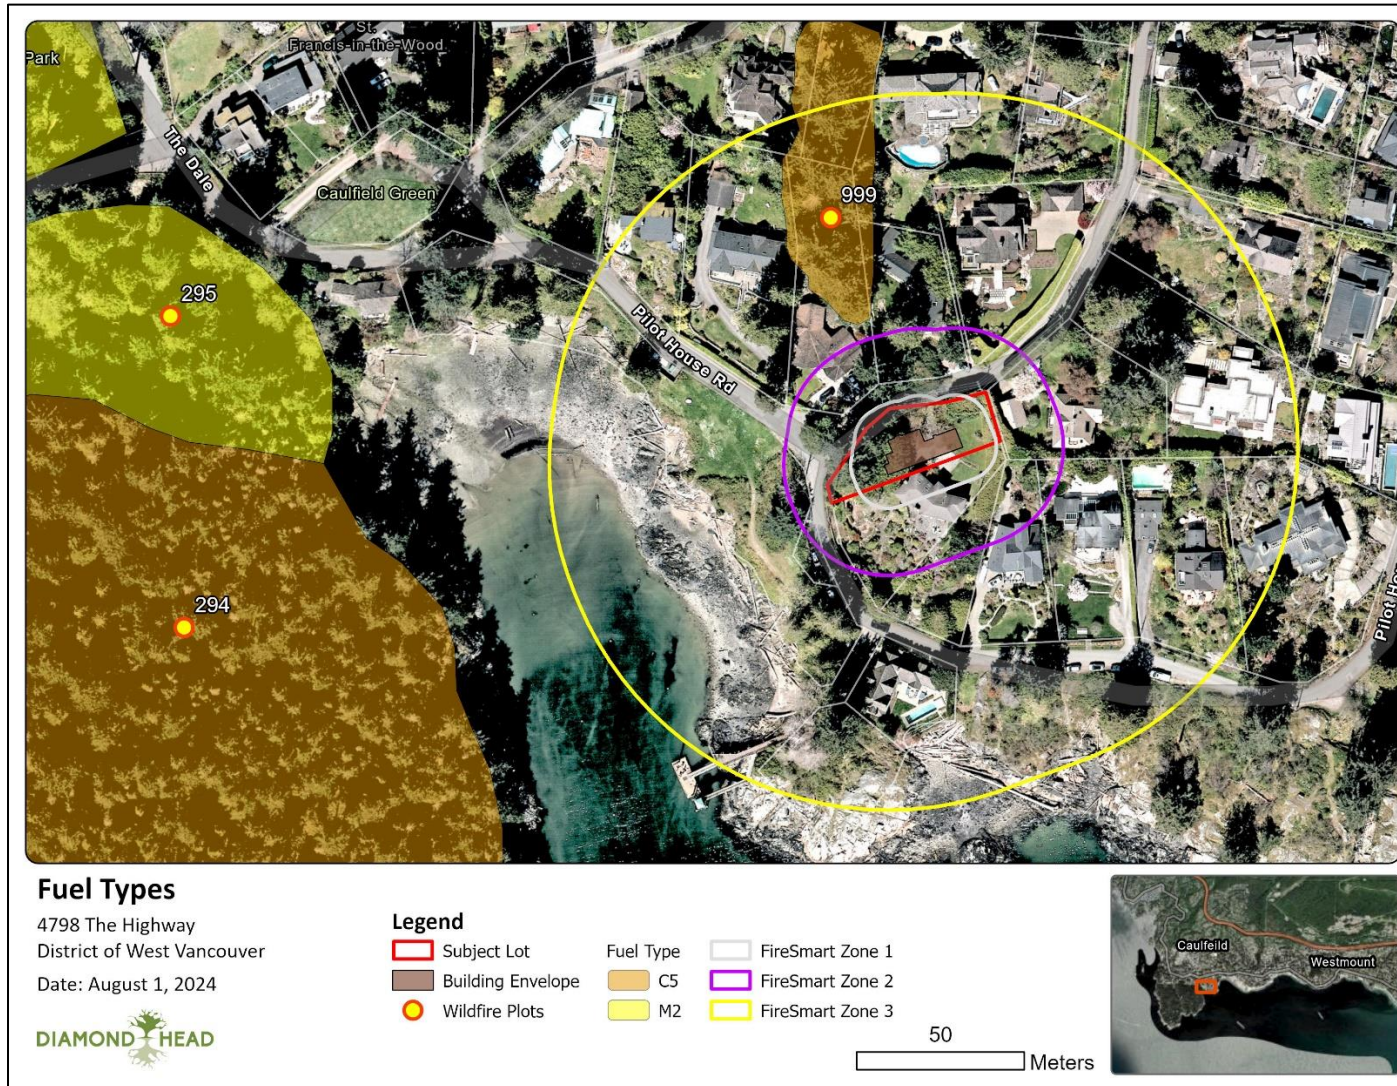 Park
St.
Francis-in-the-Wood
The Dale
Caulfield Green
999
295
Pilot House Rd
294
Pilot Ho
Fuel Types
4798 The Highway
District of West Vancouver
Date: August 1, 2024
DIAMOND HEAD
Legend
Subject Lot
Building Envelope
Wildfire Plots
Fuel Type
C5
M2
FireSmart Zone 1
FireSmart Zone 2
FireSmart Zone 3
50
Meters
Caulfeild
Westmount